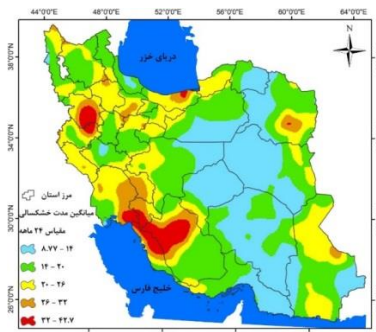 44°0'0"E 48°0'0"E 52°0'0"E 56°0'0"E 60°0'0"E 64°0'0"E
38°0'0"N
دریای خزر
34°0'0"N
مرز استان
میانگین مدت خشکسالی
مقیاس ۲۴ ماهه
30°0'0"N
۸.۷۷ - ۱۴
۱۴ - ۲۰
۲۰ - ۲۶
26°0'0"N
۲۶ - ۳۲
خلیج فارس
۳۲ - ۴۲.۷